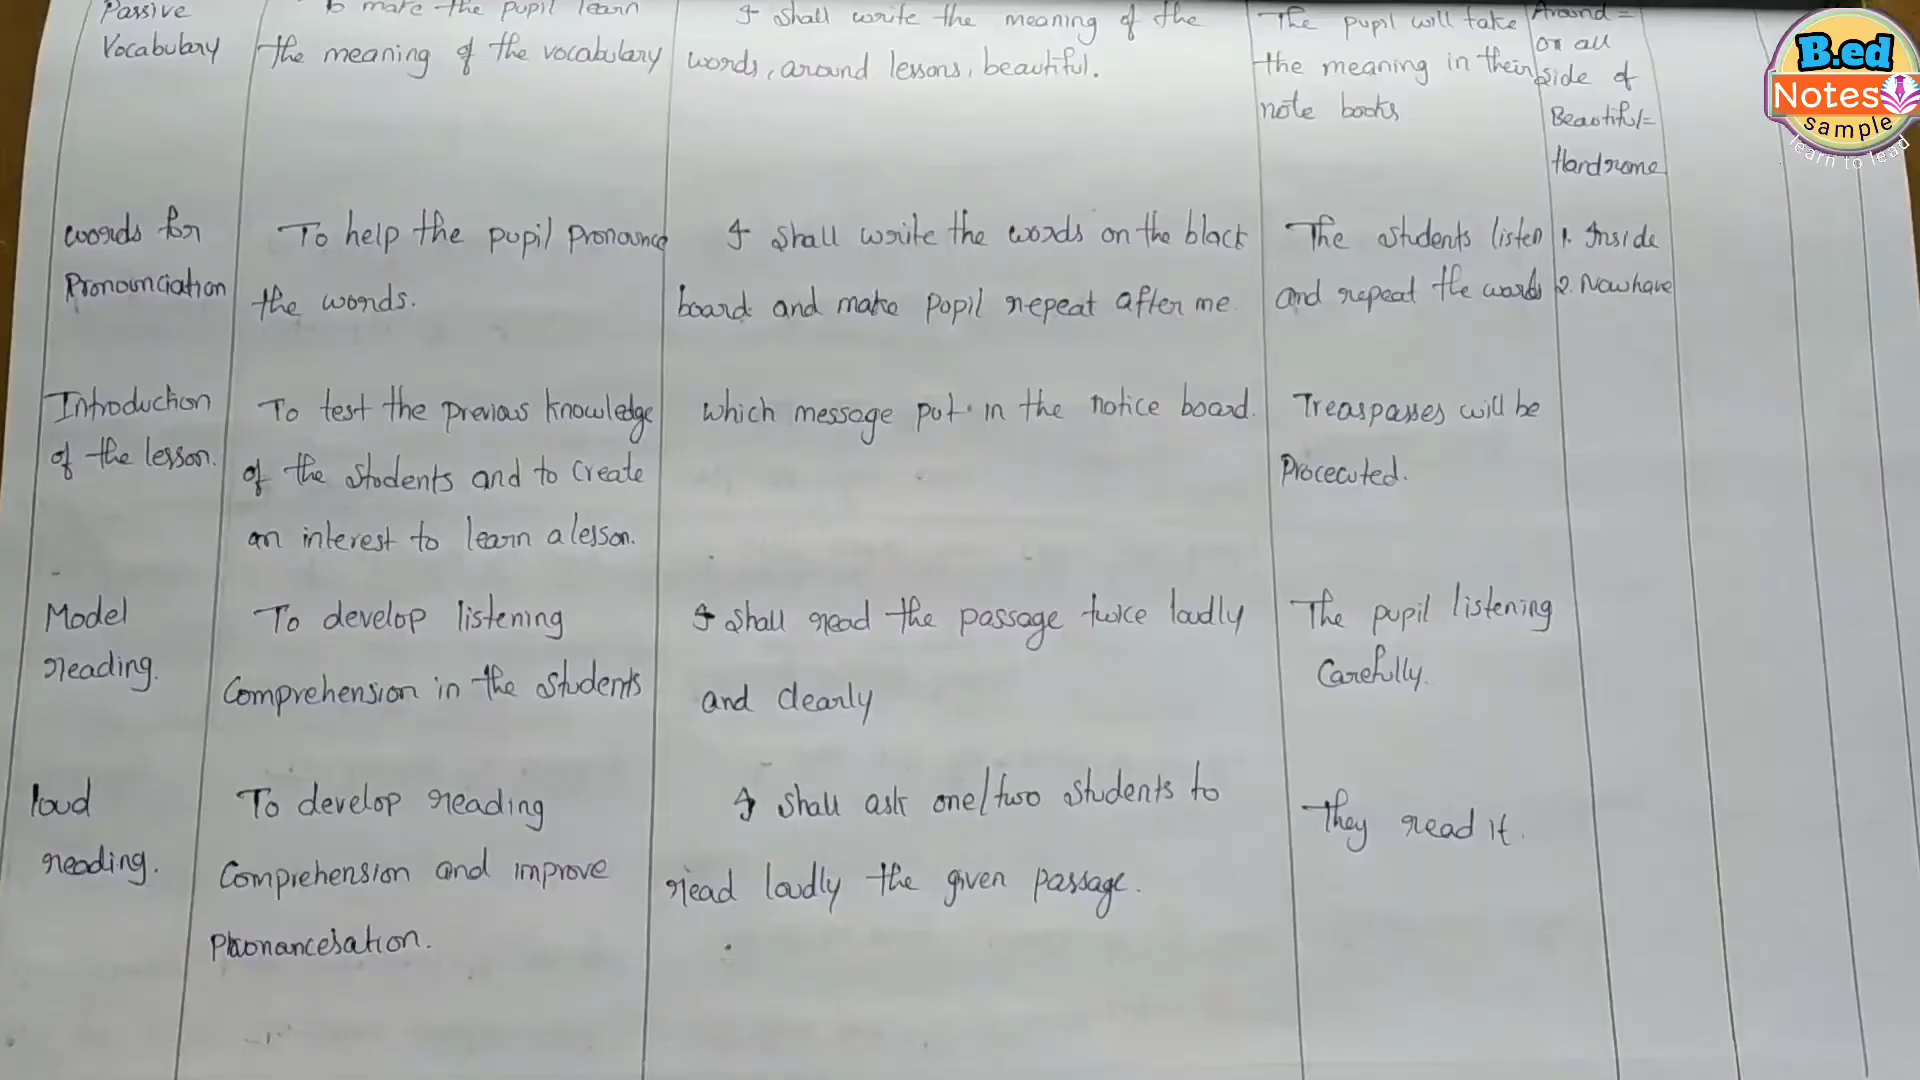 Passive
Vocabulary
to make the pupil learn
the meaning of the vocabulary
I shall write the meaning of the
words, around lessons, beautiful.
The pupil will take
the meaning in their
note books
Around =
on all
side of
Beautiful=
Handsome
words for
Pronounciation
To help the pupil pronounce
the words.
I shall write the words on the black
board and make pupil repeat after me
The students listen
and repeat the words
1. Inside
2. Nowhare
Introduction
of the lesson.
To test the previous knowledge
of the students and to create
an interest to learn a lesson.
which message put in the notice board.
Treaspasses will be
Procecuted.
Model
reading.
To develop listening
Comprehension in the students
I shall read the passage twice loudly
and clearly
The pupil listening
Carefully.
loud
reading.
To develop reading
Comprehension and improve
I shall ask one/two students to
read loudly the given passage.
They read it.
B.ed
Notes
sample
learn to lead